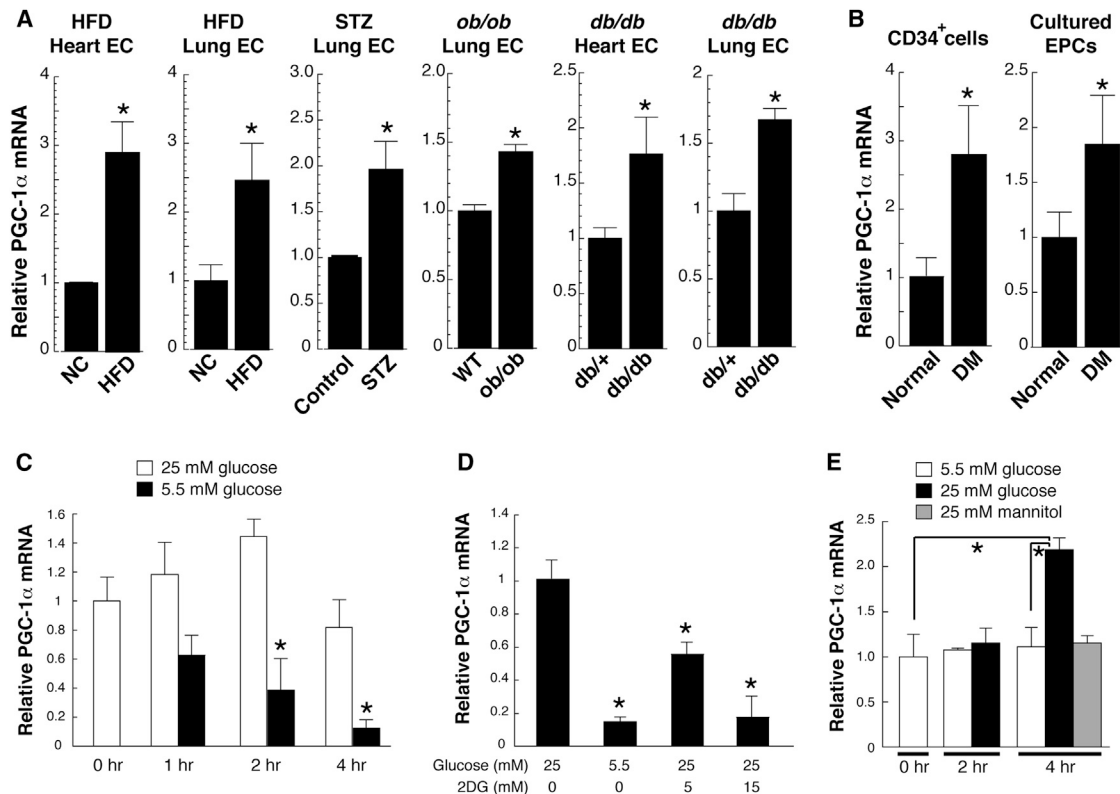 A
HFD
Heart EC
HFD
Lung EC
STZ
Lung EC
ob/ob
Lung EC
db/db
Heart EC
db/db
Lung EC
Relative PGC-1α mRNA
4
3
2
1
0
NC
HFD
4
3
2
1
0
NC
HFD
3.0
2.5
2.0
1.5
1.0
0.5
0
Control
STZ
2.0
1.5
1.0
0.5
0
WT
ob/ob
2.5
2
1.5
1
0.5
0
db/+
db/db
2
1.5
1
0.5
0
db/+
db/db
*
*
*
*
*
*
B
CD34+cells
Cultured
EPCs
4
3
2
1
0
Normal
DM
2.5
2
1.5
1
0.5
0
Normal
DM
*
*
C
25 mM glucose
5.5 mM glucose
Relative PGC-1α mRNA
1.6
1.4
1.2
1
0.8
0.6
0.4
0.2
0
*
*
0 hr 1 hr 2 hr 4 hr
D
Relative PGC-1α mRNA
1.4
1
0.6
0.2
0
*
*
*
Glucose (mM) 25 5.5 25 25
2DG (mM) 0 0 5 15
E
5.5 mM glucose
25 mM glucose
25 mM mannitol
Relative PGC-1α mRNA
2.5
2.0
1.5
1.0
0.5
0
*
*
0 hr 2 hr 4 hr